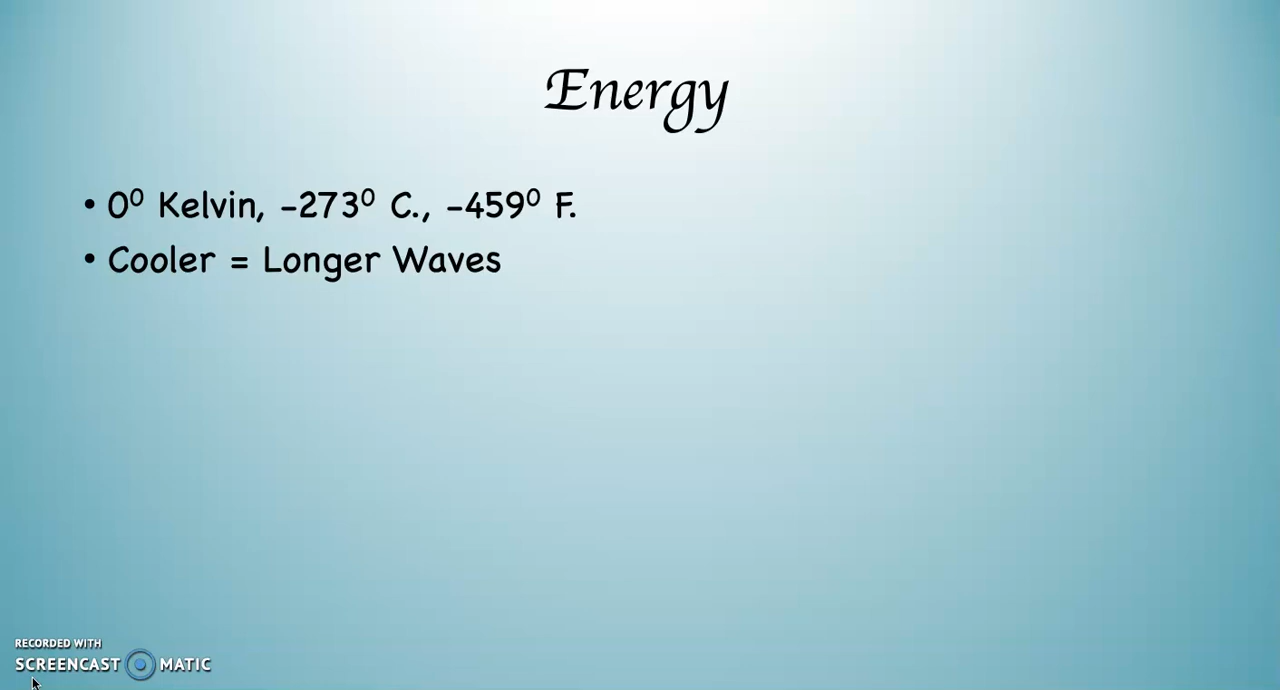 Energy
• 0⁰ Kelvin, -273⁰ C., -459⁰ F.
• Cooler = Longer Waves
RECORDED WITH
SCREENCAST MATIC